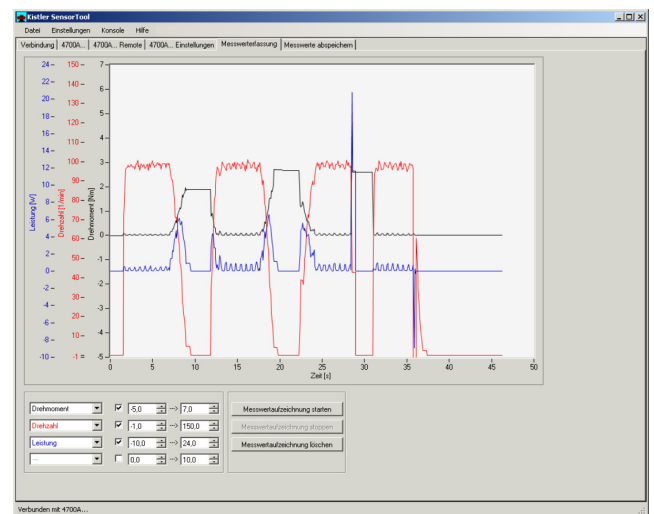 Kistler SensorTool
Datei Einstellungen Konsole Hilfe
Verbindung 4700A... 4700A... Remote 4700A... Einstellungen Messwerterfassung Messwerte abspeichern
24 150 7
22 140 6
20 130
18 5
16 120
14 110 4
12 100 3
10 90 2
8 80
6 70 1
4 60 0
2 50 -1
0 40 -2
-2 30
-4 -3
-6 20
-8 10 -4
-10 -1 -5
Leistung [W]
Drehzahl [1/min]
Drehmoment [Nm]
0 5 10 15 20 25 30 35 40 45 50
Zeit [s]
Drehmoment -5,0 --> 7,0 Messwertaufzeichnung starten
Drehzahl -1,0 --> 150,0 Messwertaufzeichnung stoppen
Leistung -10,0 --> 24,0 Messwertaufzeichnung löschen
... 0,0 --> 10,0
Verbunden mit 4700A...